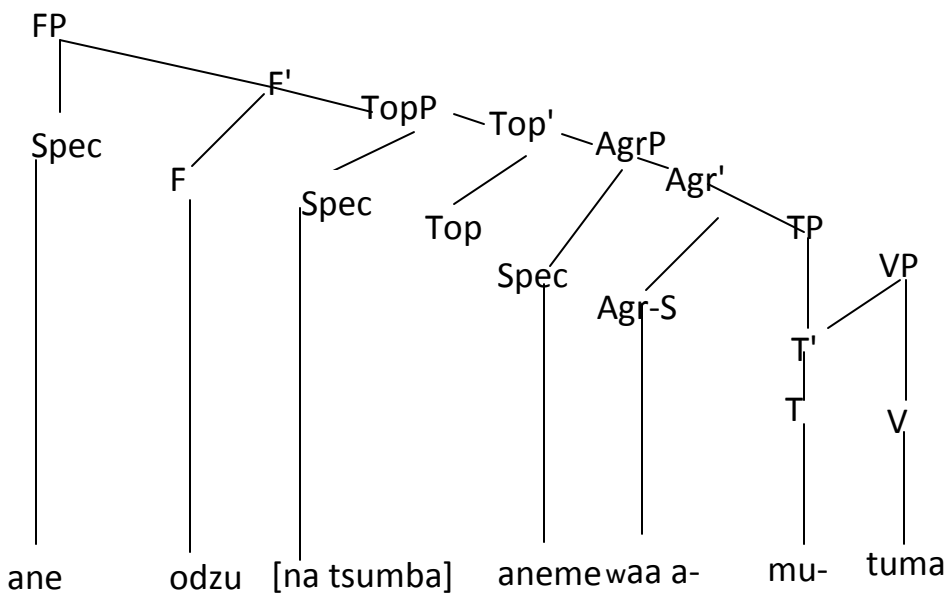 FP
F'
TopP
Top'
AgrP
Spec
F
Agr'
Spec
Top
TP
Spec
VP
Agr-S
T'
T
V
ane odzu [na tsumba] aneme waa a- mu- tuma